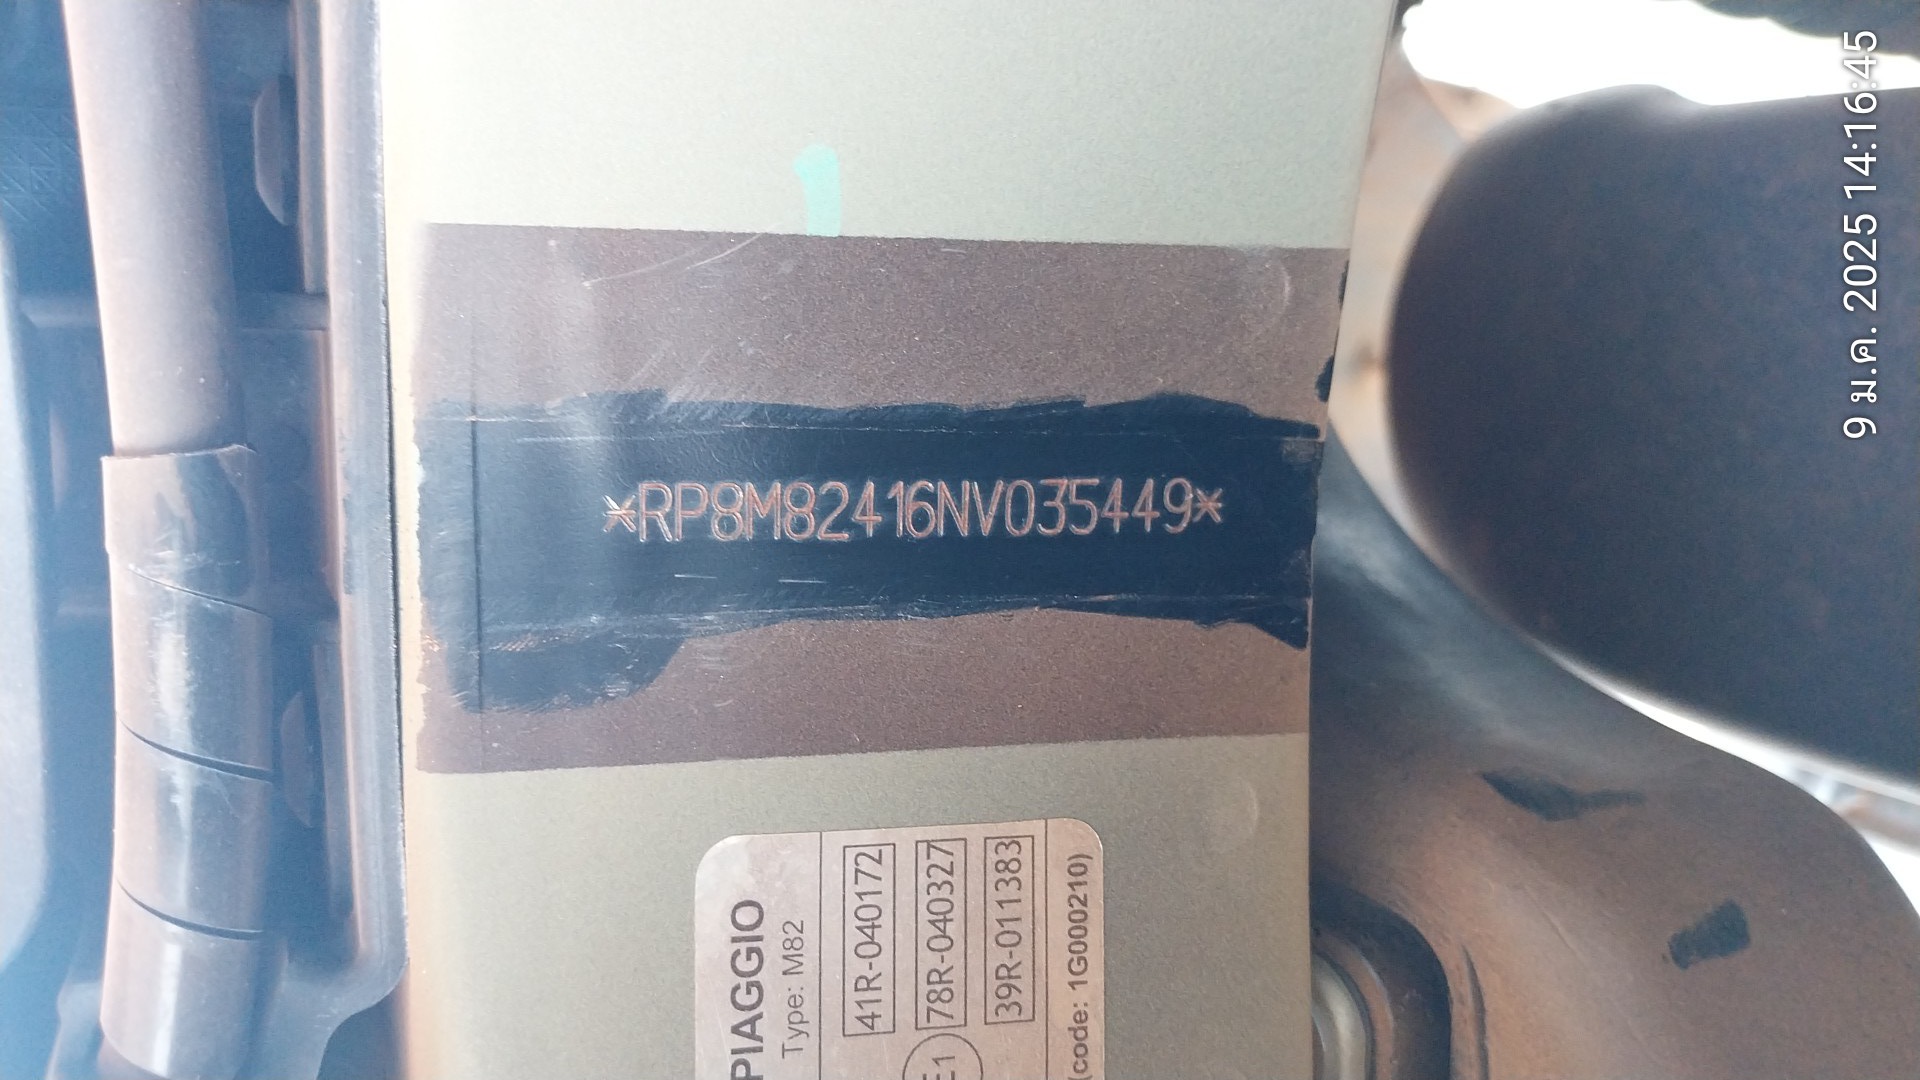 *RP8M82416NV035449*
PIAGGIO
Type: M82
41R-040172
78R-040327
39R-011383
E1
(code: 1G000210)
9 ม.ค. 2025 14:16:45